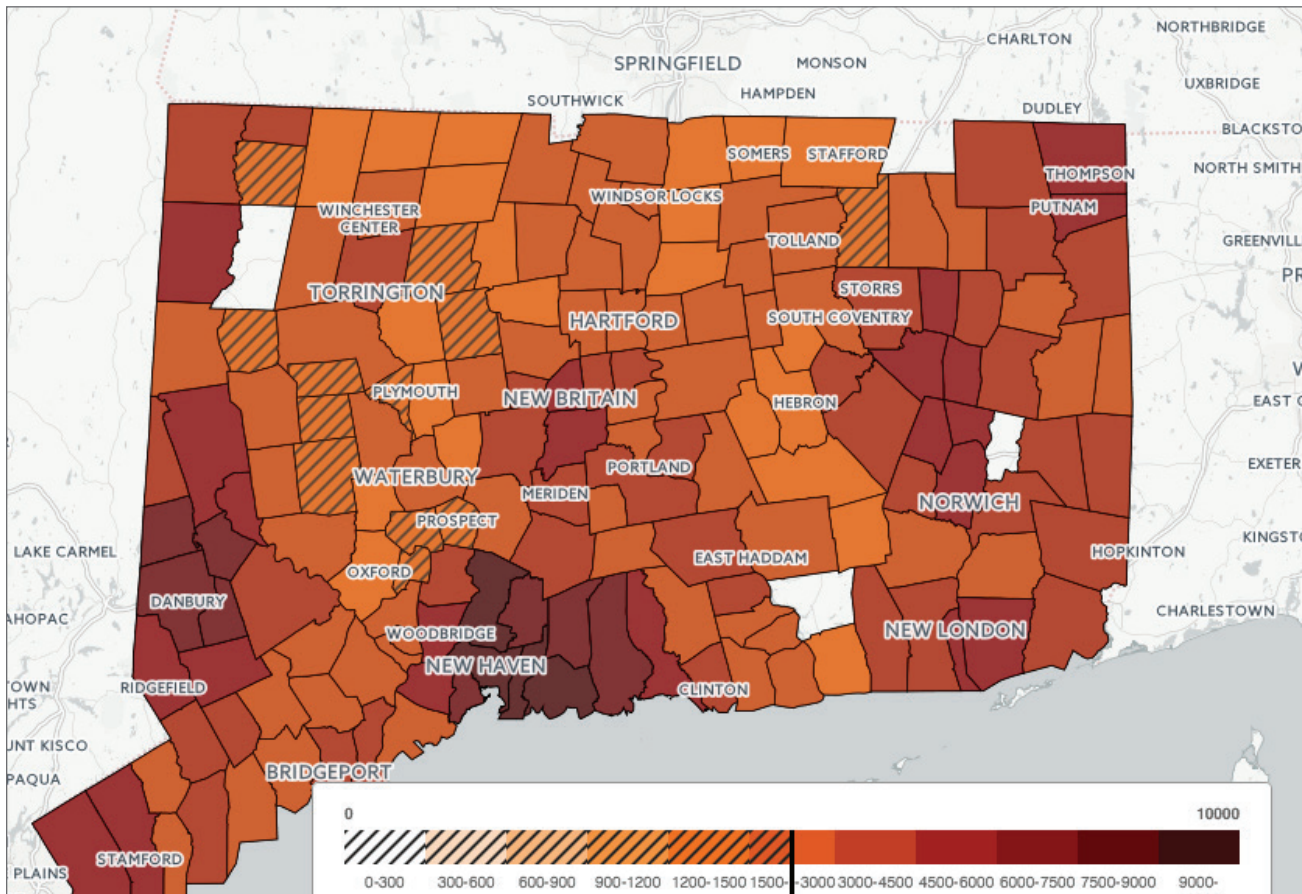 NORTHBRIDGE
CHARLTON
SPRINGFIELD
MONSON
UXBRIDGE
HAMPDEN
SOUTHWICK
DUDLEY
BLACKSTO
SOMERS
STAFFORD
NORTH SMITH
THOMPSON
WINDSOR LOCKS
PUTNAM
WINCHESTER
CENTER
TOLLAND
GREENVILL
PR
STORRS
TORRINGTON
HARTFORD
SOUTH COVENTRY
W
PLYMOUTH
NEW BRITAIN
HEBRON
EAST G
EXETER
PORTLAND
WATERBURY
MERIDEN
NORWICH
PROSPECT
KINGSTO
LAKE CARMEL
EAST HADDAM
HOPKINTON
OXFORD
DANBURY
CHARLESTOWN
AHOPAC
WOODBRIDGE
NEW LONDON
NEW HAVEN
TOWN
HTS
RIDGEFIELD
CLINTON
UNT KISCO
BRIDGEPORT
PAQUA
STAMFORD
PLAINS
0 10000
0-300 300-600 600-900 900-1200 1200-1500 1500-3000 3000-4500 4500-6000 6000-7500 7500-9000 9000-